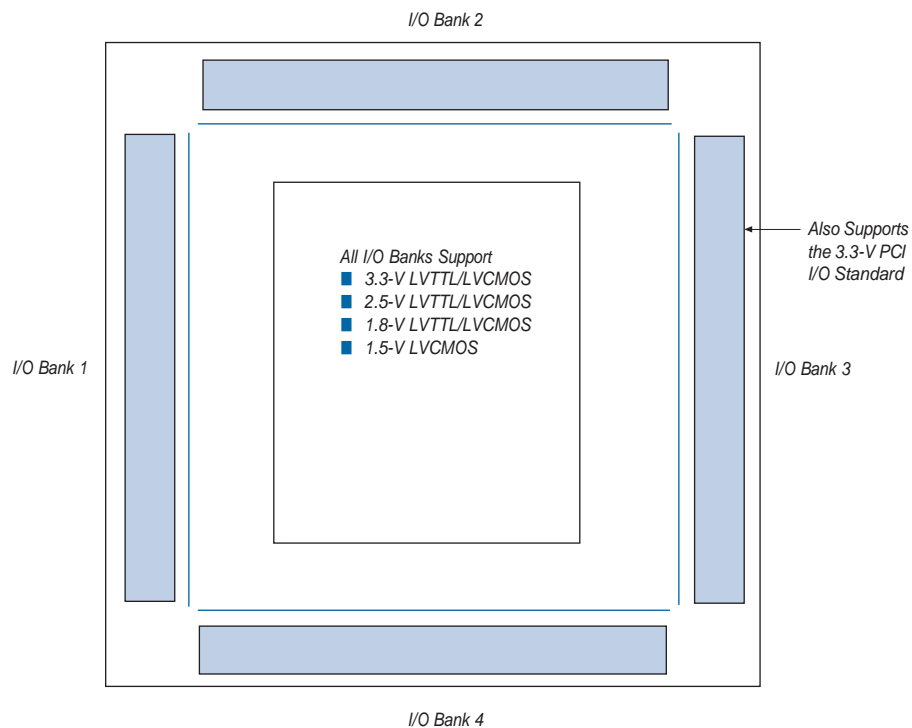 I/O Bank 2
Also Supports
the 3.3-V PCI
I/O Standard
All I/O Banks Support
3.3-V LVTTL/LVCMOS
2.5-V LVTTL/LVCMOS
1.8-V LVTTL/LVCMOS
1.5-V LVCMOS
I/O Bank 1
I/O Bank 3
I/O Bank 4